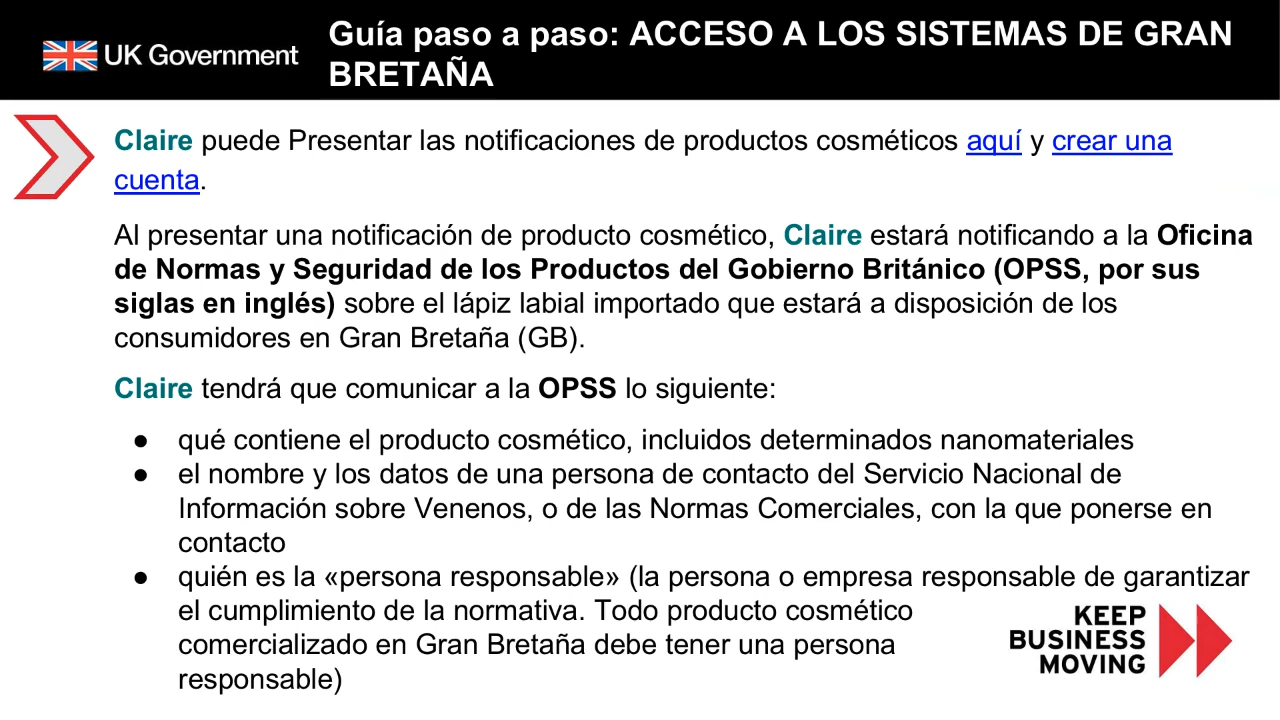 UK Government
Guía paso a paso: ACCESO A LOS SISTEMAS DE GRAN
BRETAÑA
Claire puede Presentar las notificaciones de productos cosméticos aquí y crear una
cuenta.
Al presentar una notificación de producto cosmético, Claire estará notificando a la Oficina
de Normas y Seguridad de los Productos del Gobierno Británico (OPSS, por sus
siglas en inglés) sobre el lápiz labial importado que estará a disposición de los
consumidores en Gran Bretaña (GB).
Claire tendrá que comunicar a la OPSS lo siguiente:
● qué contiene el producto cosmético, incluidos determinados nanomateriales
● el nombre y los datos de una persona de contacto del Servicio Nacional de
Información sobre Venenos, o de las Normas Comerciales, con la que ponerse en
contacto
● quién es la «persona responsable» (la persona o empresa responsable de garantizar
el cumplimiento de la normativa. Todo producto cosmético
comercializado en Gran Bretaña debe tener una persona
responsable)
KEEP
BUSINESS
MOVING